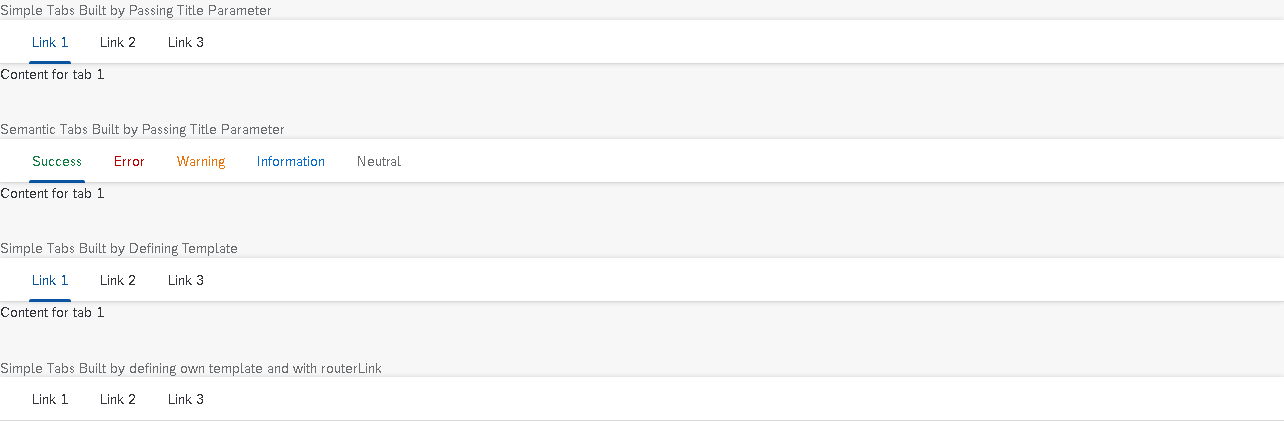 Simple Tabs Built by Passing Title Parameter
Link 1 Link 2 Link 3
Content for tab 1
Semantic Tabs Built by Passing Title Parameter
Success Error Warning Information Neutral
Content for tab 1
Simple Tabs Built by Defining Template
Link 1 Link 2 Link 3
Content for tab 1
Simple Tabs Built by defining own template and with routerLink
Link 1 Link 2 Link 3